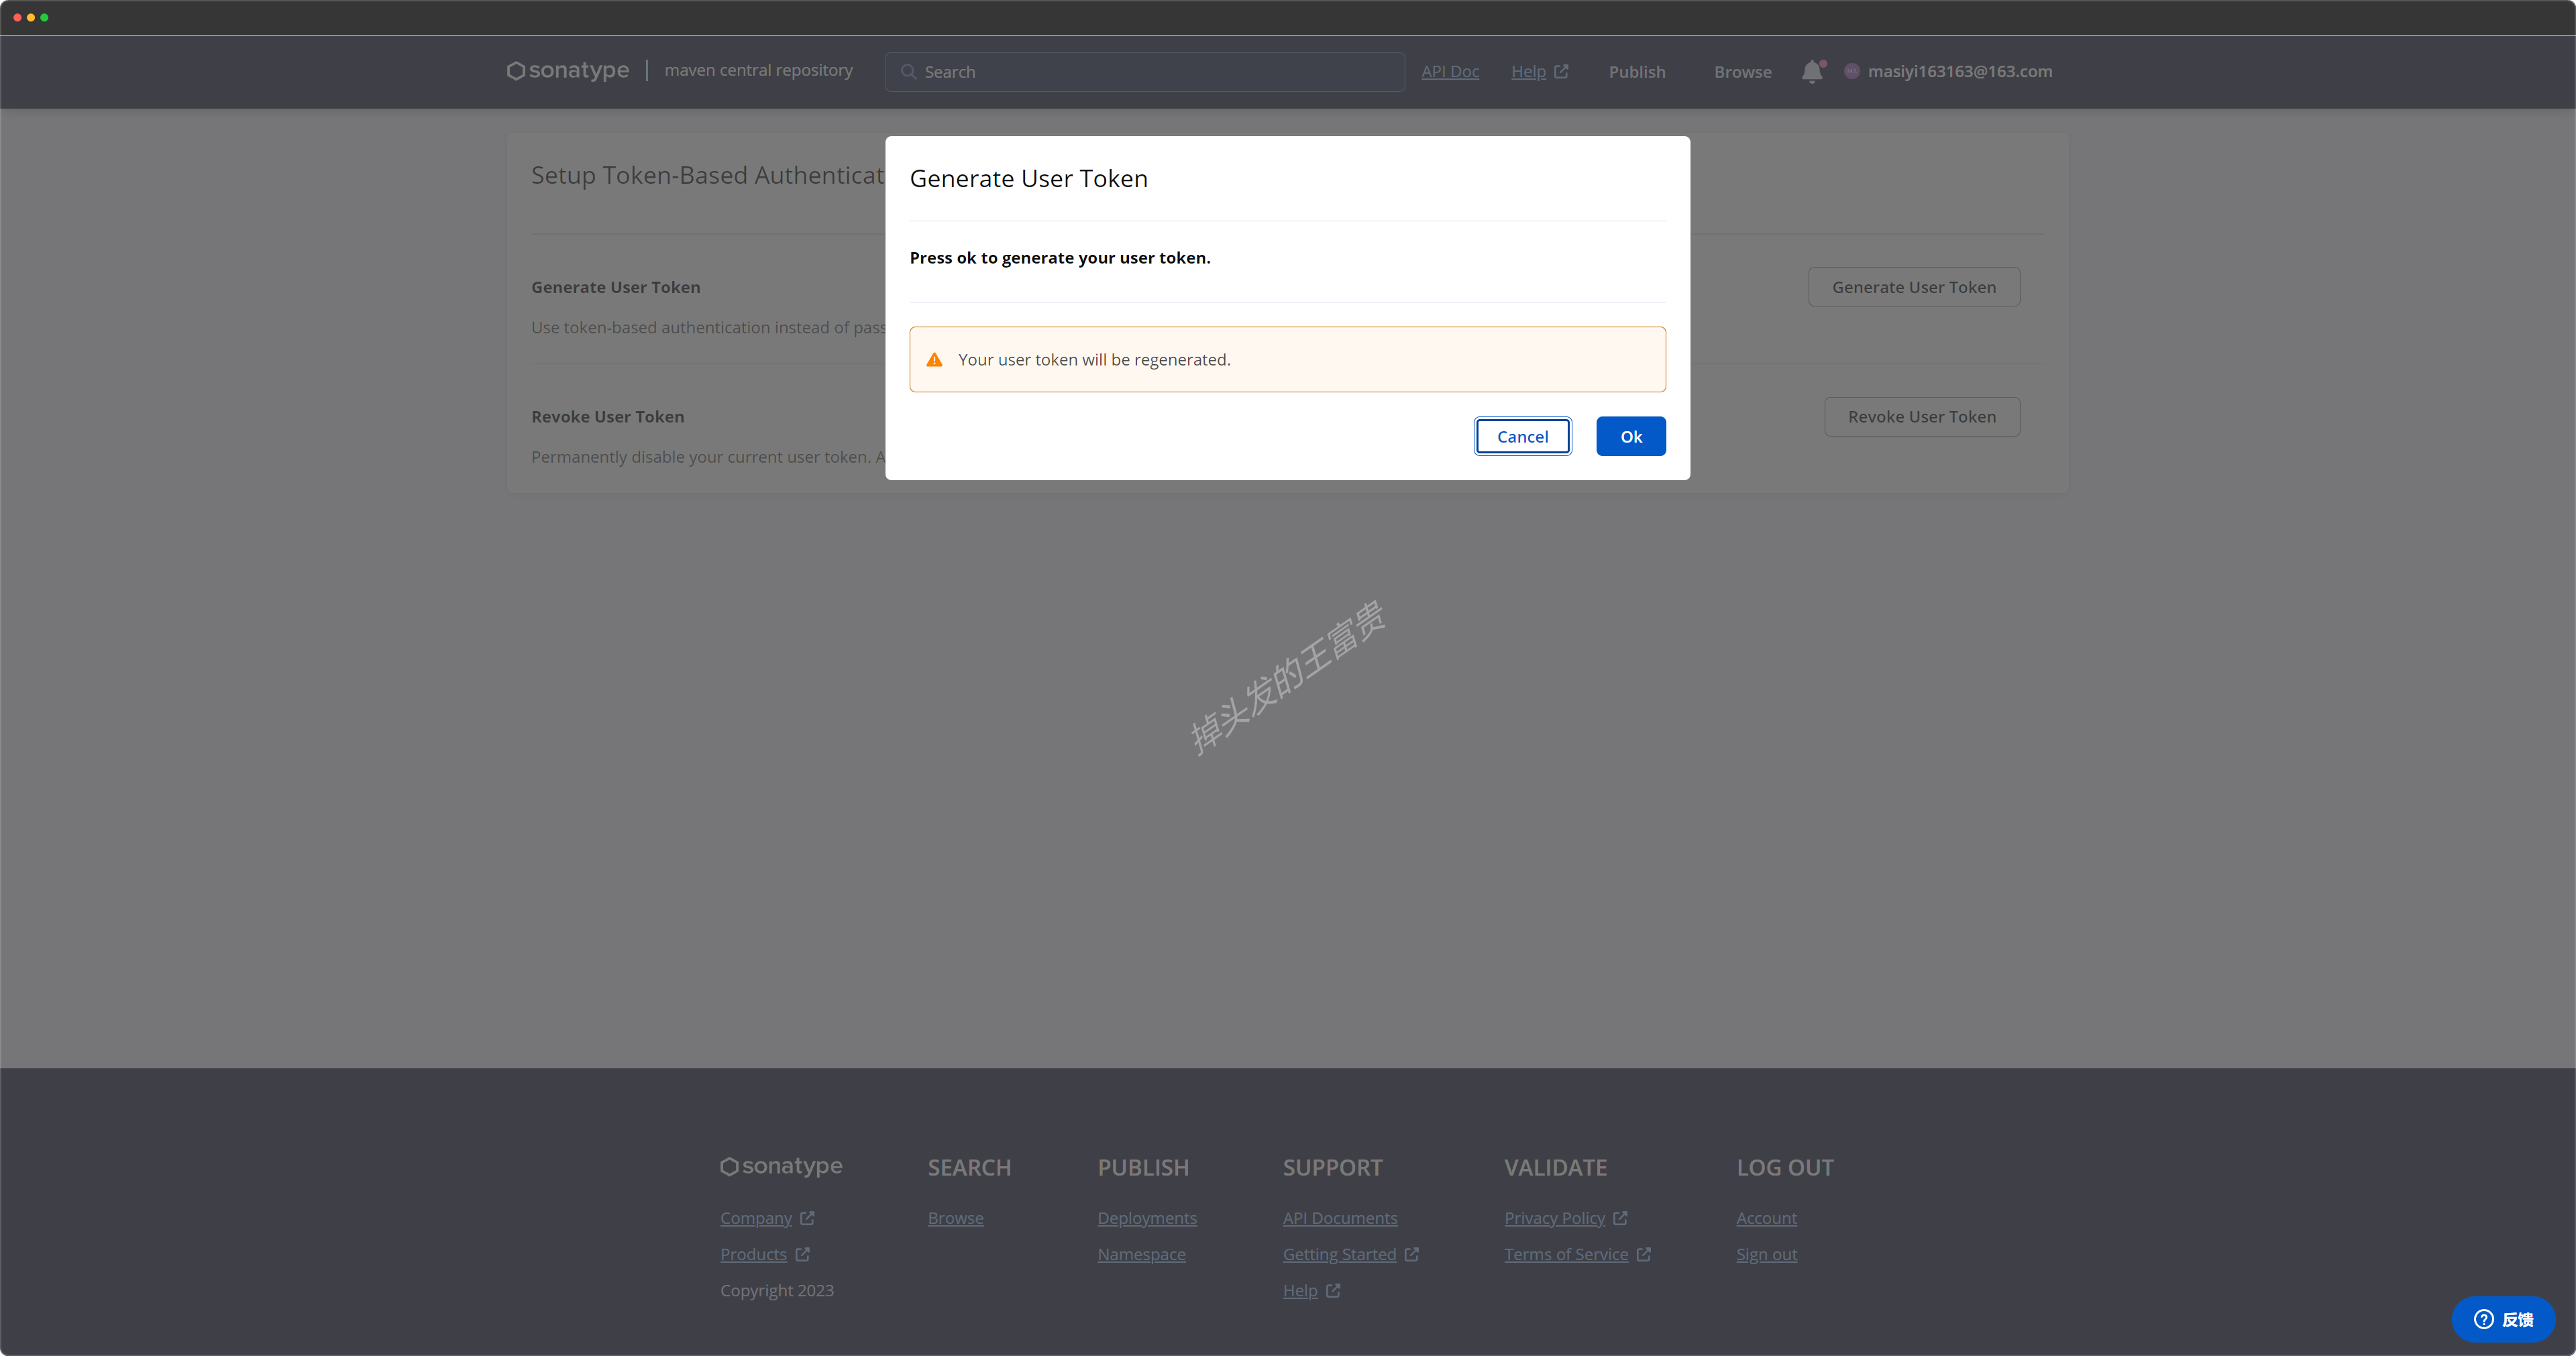 sonatype | maven central repository
Search
API Doc
Help
Publish
Browse
masiyi163163@163.com
Setup Token-Based Authenticat
Generate User Token
Use token-based authentication instead of pass
Generate User Token
Revoke User Token
Permanently disable your current user token. A
Revoke User Token
Generate User Token
Press ok to generate your user token.
Your user token will be regenerated.
Cancel
Ok
掉头发的王富贵
sonatype
Company
Products
Copyright 2023
SEARCH
Browse
PUBLISH
Deployments
Namespace
SUPPORT
API Documents
Getting Started
Help
VALIDATE
Privacy Policy
Terms of Service
LOG OUT
Account
Sign out
反馈